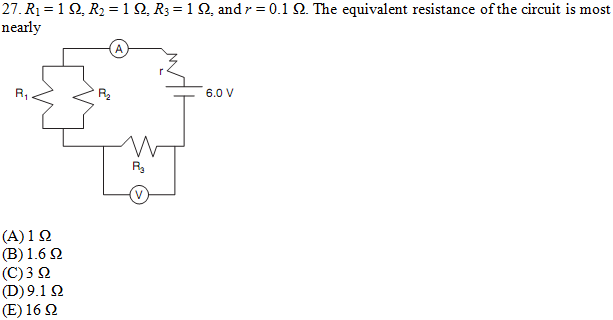 27. R₁ = 1 Ω, R₂ = 1 Ω, R₃ = 1 Ω, and r = 0.1 Ω. The equivalent resistance of the circuit is most
nearly
A
r
R₁
R₂
6.0 V
R₃
V
(A) 1 Ω
(B) 1.6 Ω
(C) 3 Ω
(D) 9.1 Ω
(E) 16 Ω